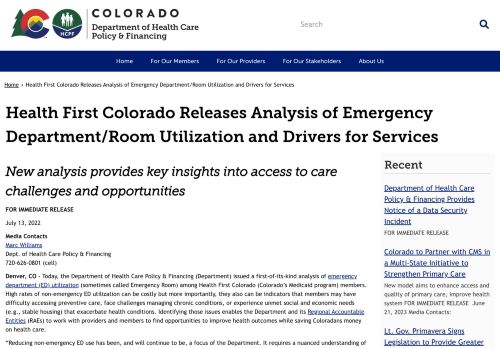 COLORADO
Department of Health Care
Policy & Financing
HCPF
Search
Home For Our Members For Our Providers For Our Stakeholders About Us
Home › Health First Colorado Releases Analysis of Emergency Department/Room Utilization and Drivers for Services
Health First Colorado Releases Analysis of Emergency
Department/Room Utilization and Drivers for Services
New analysis provides key insights into access to care
challenges and opportunities
FOR IMMEDIATE RELEASE
July 13, 2022
Media Contacts
Marc Williams
Dept. of Health Care Policy & Financing
720-626-0801 (cell)
Denver, CO - Today, the Department of Health Care Policy & Financing (Department) issued a first-of-its-kind analysis of emergency
department (ED) utilization (sometimes called Emergency Room) among Health First Colorado (Colorado's Medicaid program) members.
High rates of non-emergent ED utilization can be costly but more importantly, they also can be indicators that members may have
difficulty accessing preventive care, face challenges managing chronic conditions, or experience unmet social and economic needs
(e.g., stable housing) that exacerbate health conditions. Identifying those issues enables the Department and its Regional Accountable
Entities (RAEs) to work with providers and members to find opportunities to improve health outcomes while saving Coloradans money
on health care.
"Reducing non-emergent ED use has been, and will continue to be, a focus of the Department. It requires a nuanced understanding of
Recent
Department of Health Care
Policy & Financing Provides
Notice of a Data Security
Incident
FOR IMMEDIATE RELEASE
Colorado to Partner with CMS in
a Multi-State Initiative to
Strengthen Primary Care
New model aims to enhance access and
quality of primary care, improve health
system FOR IMMEDIATE RELEASE June
21, 2023 Media Contacts:
Lt. Gov. Primavera Signs
Legislation to Provide Greater